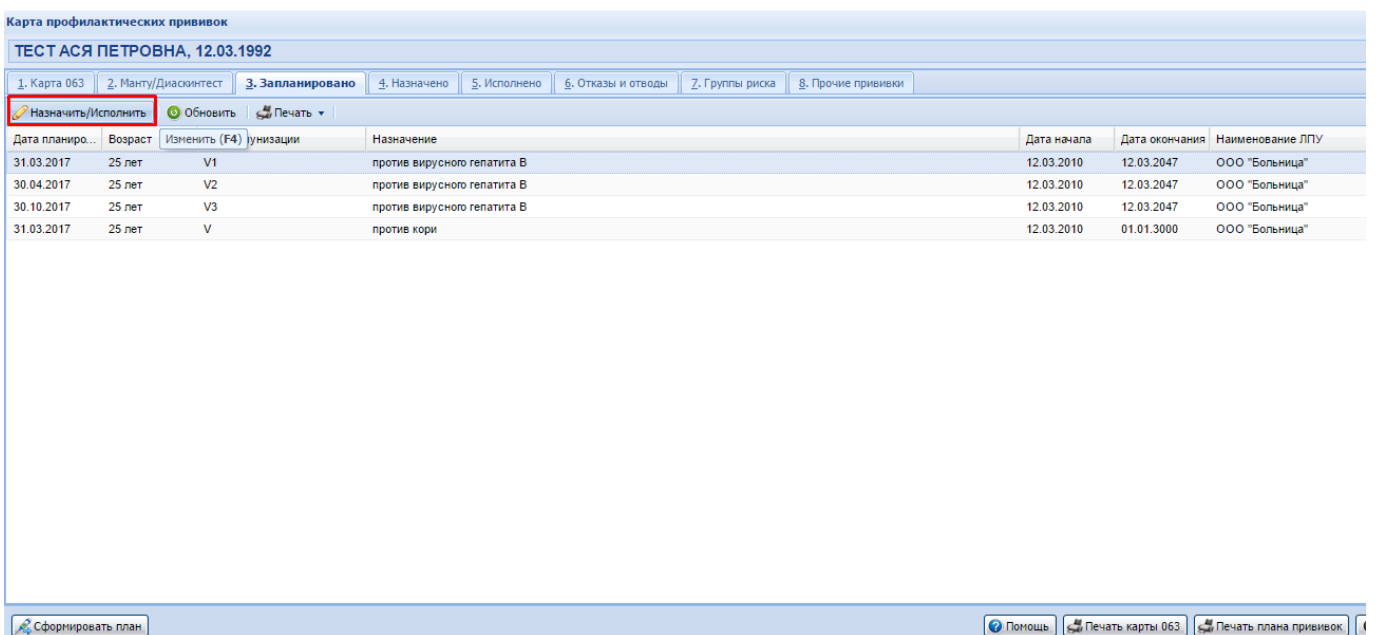 Карта профилактических прививок
ТЕСТ АСЯ ПЕТРОВНА, 12.03.1992
1. Карта 063 2. Манту/Диаскинтест 3. Запланировано 4. Назначено 5. Исполнено 6. Отказы и отводы 7. Группы риска 8. Прочие прививки
Назначить/Исполнить Обновить Печать
Дата планиро... Возраст Изменить (F4) унизации Назначение Дата начала Дата окончания Наименование ЛПУ
31.03.2017 25 лет V1 против вирусного гепатита В 12.03.2010 12.03.2047 ООО "Больница"
30.04.2017 25 лет V2 против вирусного гепатита В 12.03.2010 12.03.2047 ООО "Больница"
30.10.2017 25 лет V3 против вирусного гепатита В 12.03.2010 12.03.2047 ООО "Больница"
31.03.2017 25 лет V против кори 12.03.2010 01.01.3000 ООО "Больница"
Сформировать план Помощь Печать карты 063 Печать плана прививок